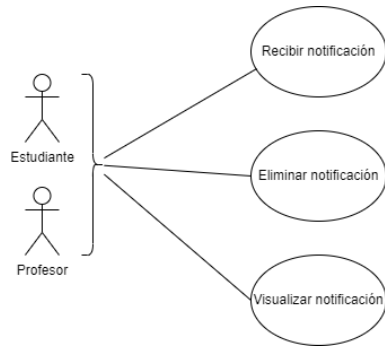 Recibir notificación
Estudiante
Eliminar notificación
Profesor
Visualizar notificación